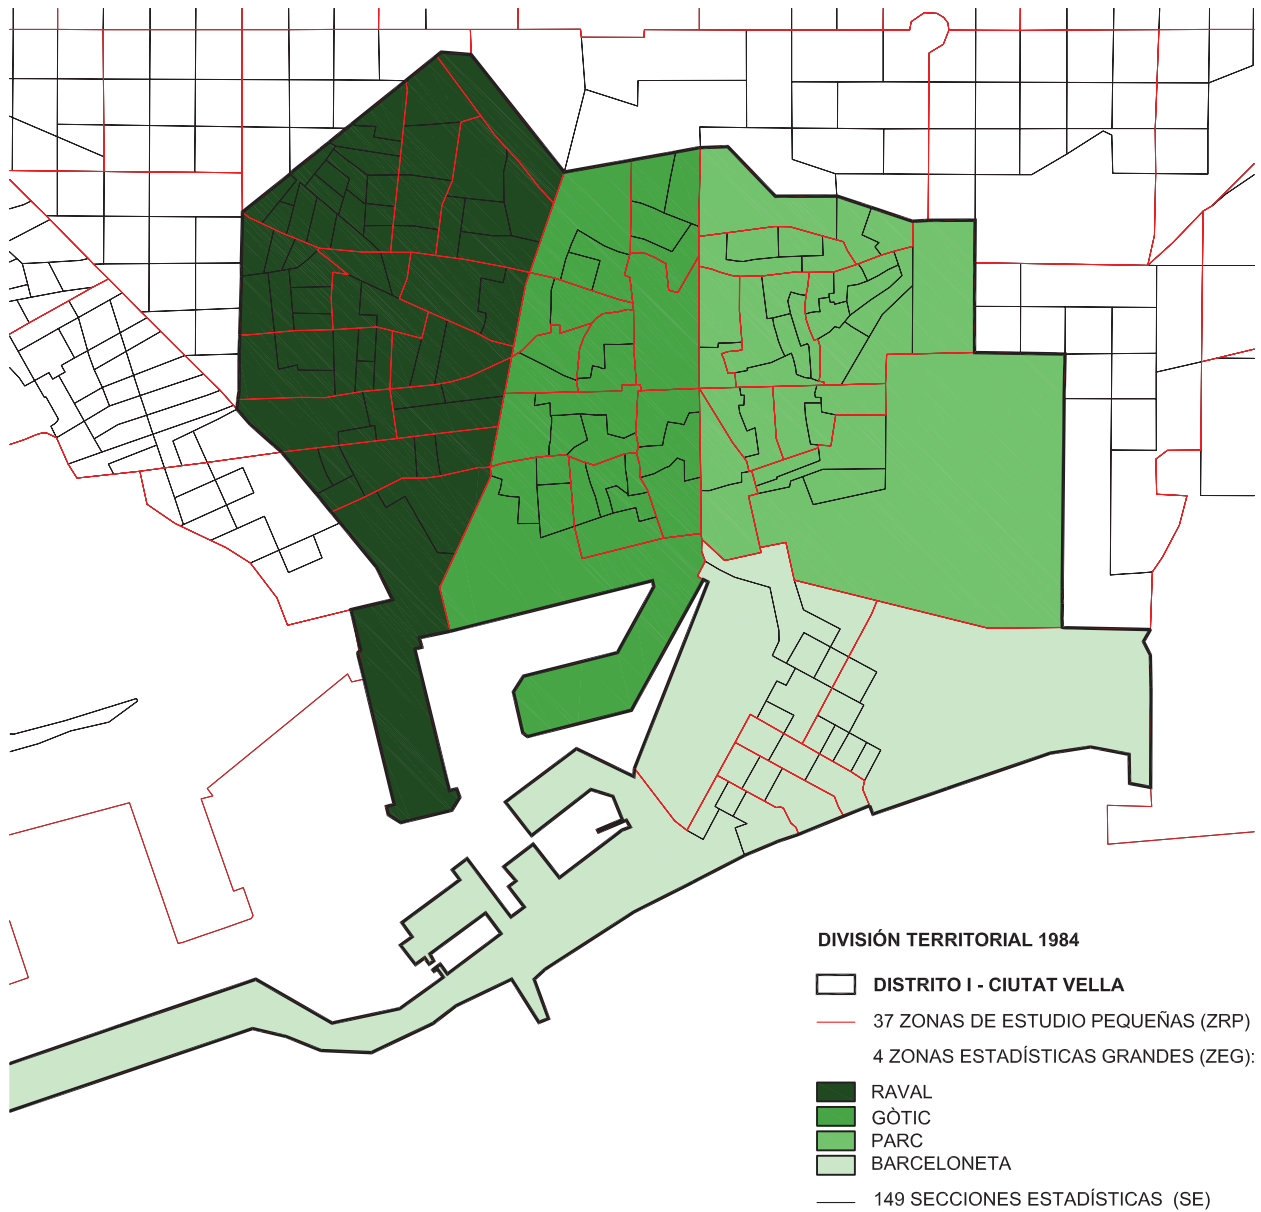 DIVISIÓN TERRITORIAL 1984
DISTRITO I - CIUTAT VELLA
37 ZONAS DE ESTUDIO PEQUEÑAS (ZRP)
4 ZONAS ESTADÍSTICAS GRANDES (ZEG):
RAVAL
GÒTIC
PARC
BARCELONETA
149 SECCIONES ESTADÍSTICAS (SE)